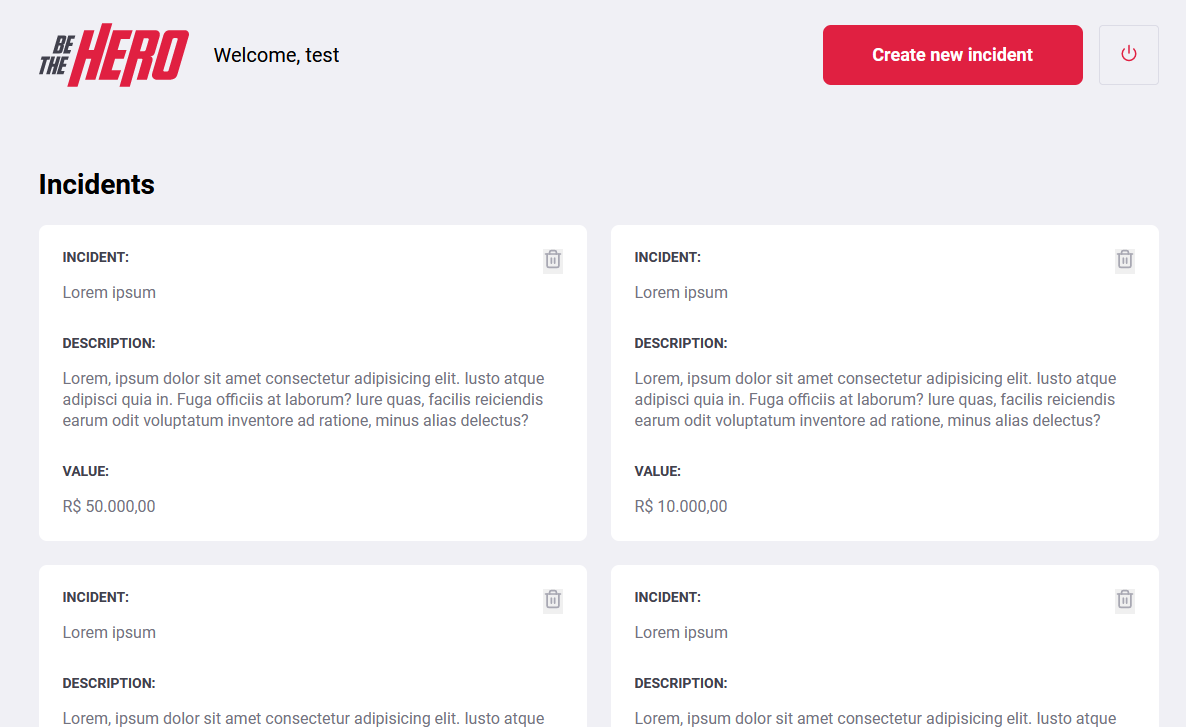 BE THE HERO
Welcome, test
Create new incident
Incidents
INCIDENT:
Lorem ipsum
DESCRIPTION:
Lorem, ipsum dolor sit amet consectetur adipisicing elit. Iusto atque
adipisci quia in. Fuga officiis at laborum? Iure quas, facilis reiciendis
earum odit voluptatum inventore ad ratione, minus alias delectus?
VALUE:
R$ 50.000,00
INCIDENT:
Lorem ipsum
DESCRIPTION:
Lorem, ipsum dolor sit amet consectetur adipisicing elit. Iusto atque
adipisci quia in. Fuga officiis at laborum? Iure quas, facilis reiciendis
earum odit voluptatum inventore ad ratione, minus alias delectus?
VALUE:
R$ 10.000,00
INCIDENT:
Lorem ipsum
DESCRIPTION:
Lorem, ipsum dolor sit amet consectetur adipisicing elit. Iusto atque
INCIDENT:
Lorem ipsum
DESCRIPTION:
Lorem, ipsum dolor sit amet consectetur adipisicing elit. Iusto atque